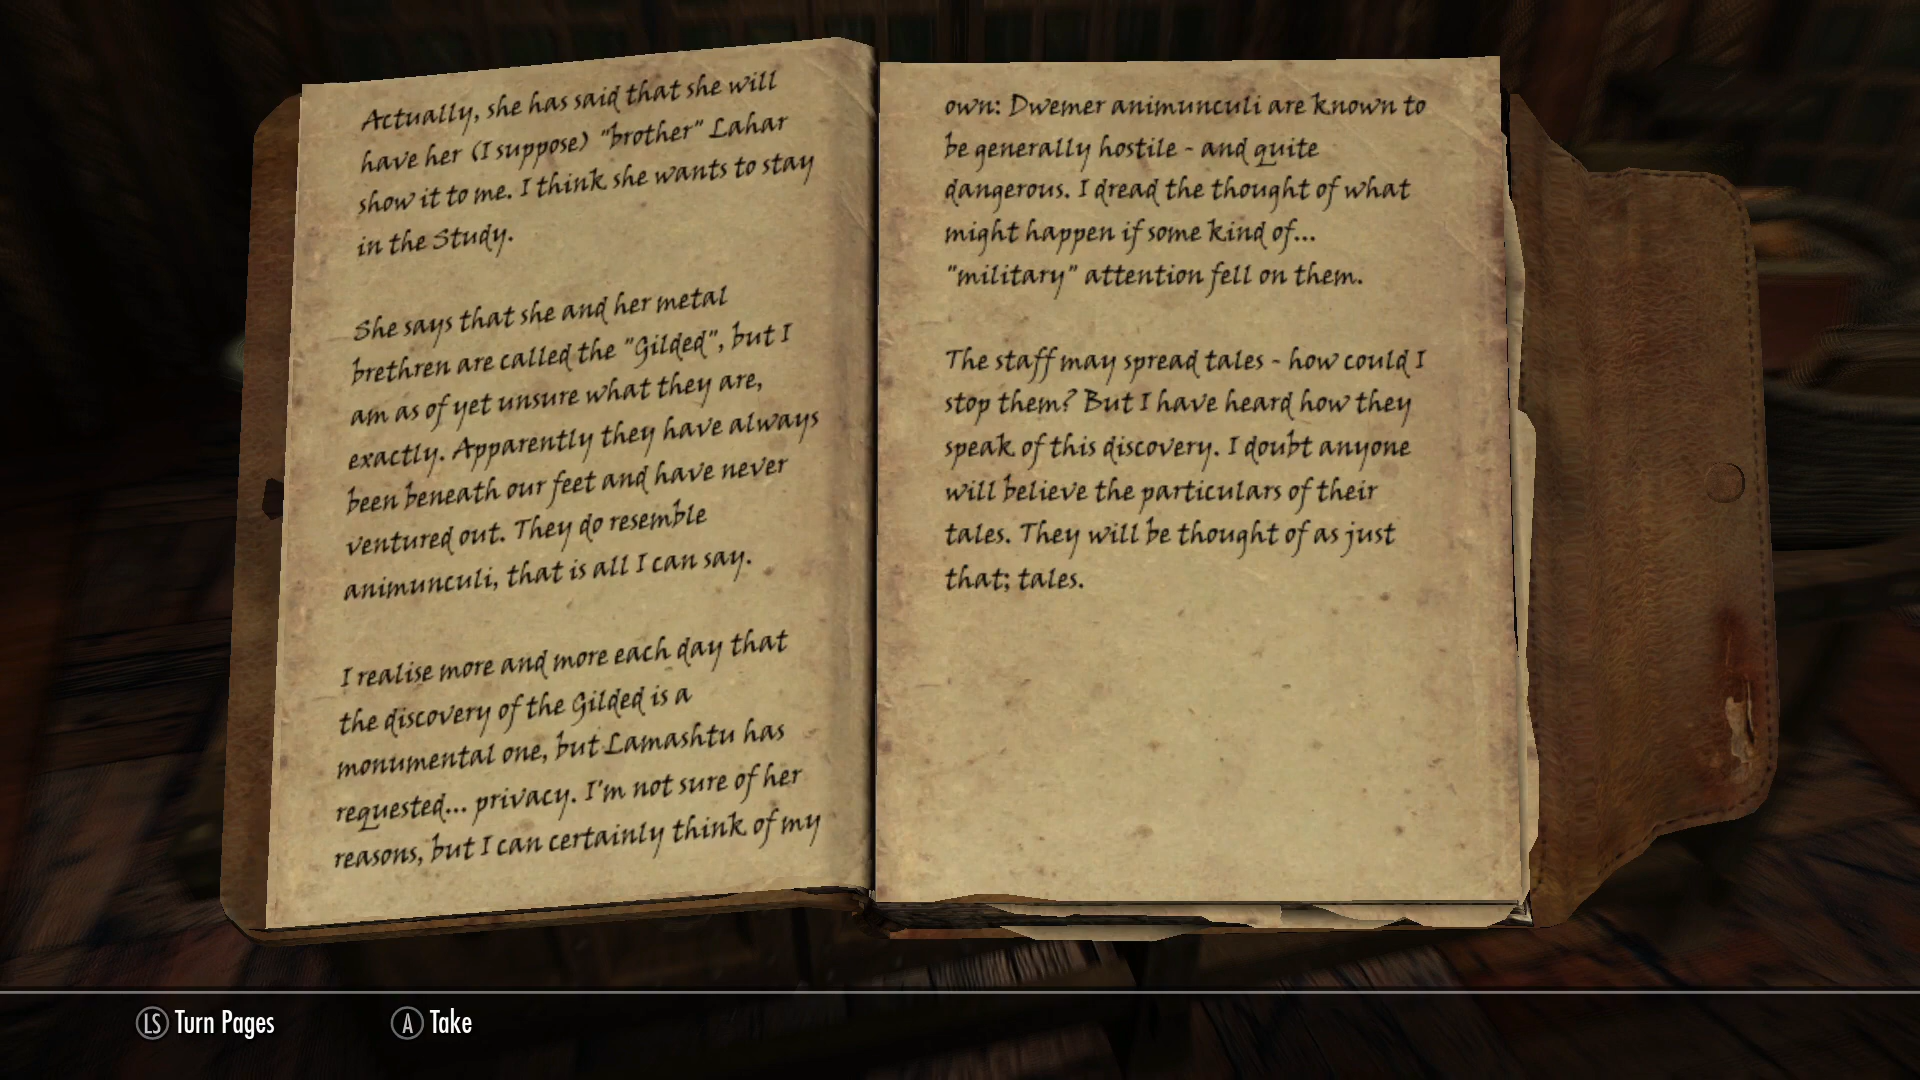 Actually, she has said that she will
have her (I suppose) "brother" Lahar
show it to me. I think she wants to stay
in the Study.
She says that she and her metal
brethren are called the "Gilded", but I
am as of yet unsure what they are,
exactly. Apparently they have always
been beneath our feet and have never
ventured out. They do resemble
animunculi, that is all I can say.
I realise more and more each day that
the discovery of the Gilded is a
monumental one, but Lamashtu has
requested... privacy. I'm not sure of her
reasons, but I can certainly think of my
own: Dwemer animunculi are known to
be generally hostile - and quite
dangerous. I dread the thought of what
might happen if some kind of...
"military" attention fell on them.
The staff may spread tales - how could I
stop them? But I have heard how they
speak of this discovery. I doubt anyone
will believe the particulars of their
tales. They will be thought of as just
that; tales.
LS Turn Pages
A Take